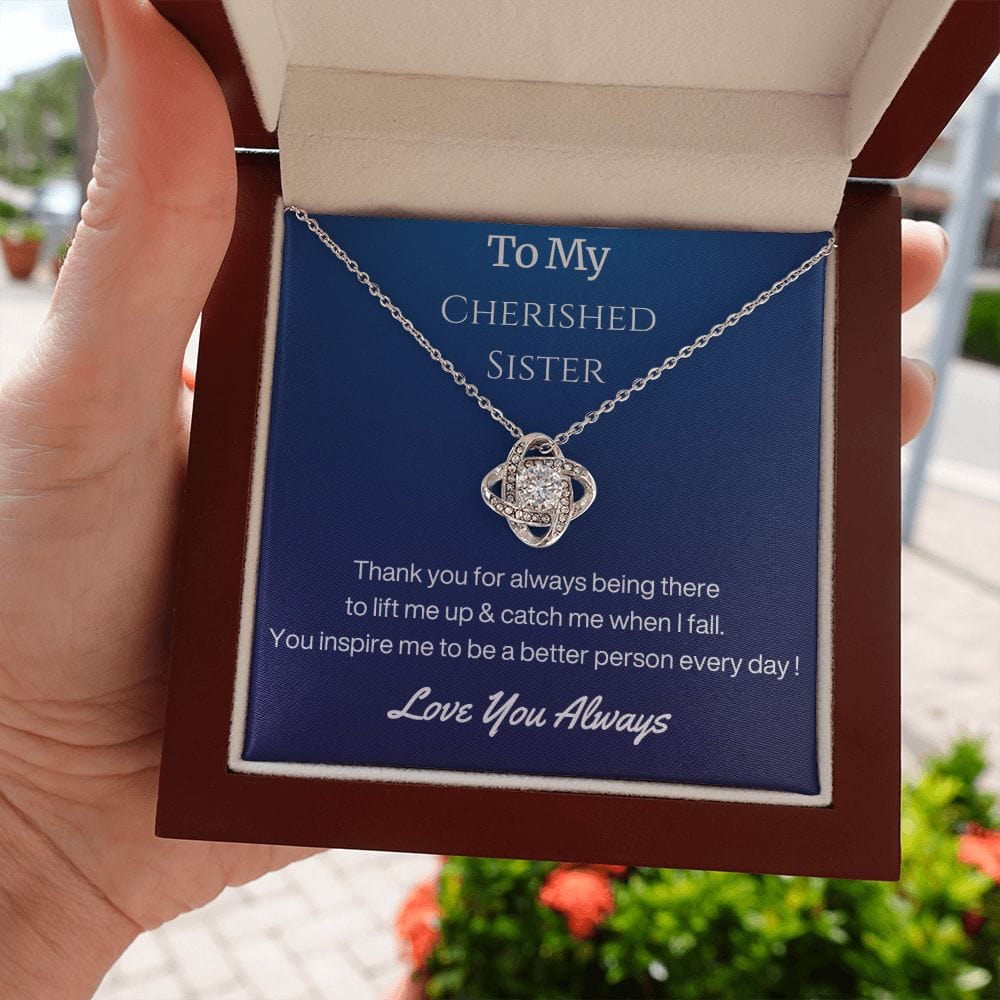 To My
Cherished
Sister
Thank you for always being there
to lift me up & catch me when I fall.
You inspire me to be a better person every day !
Love You Always